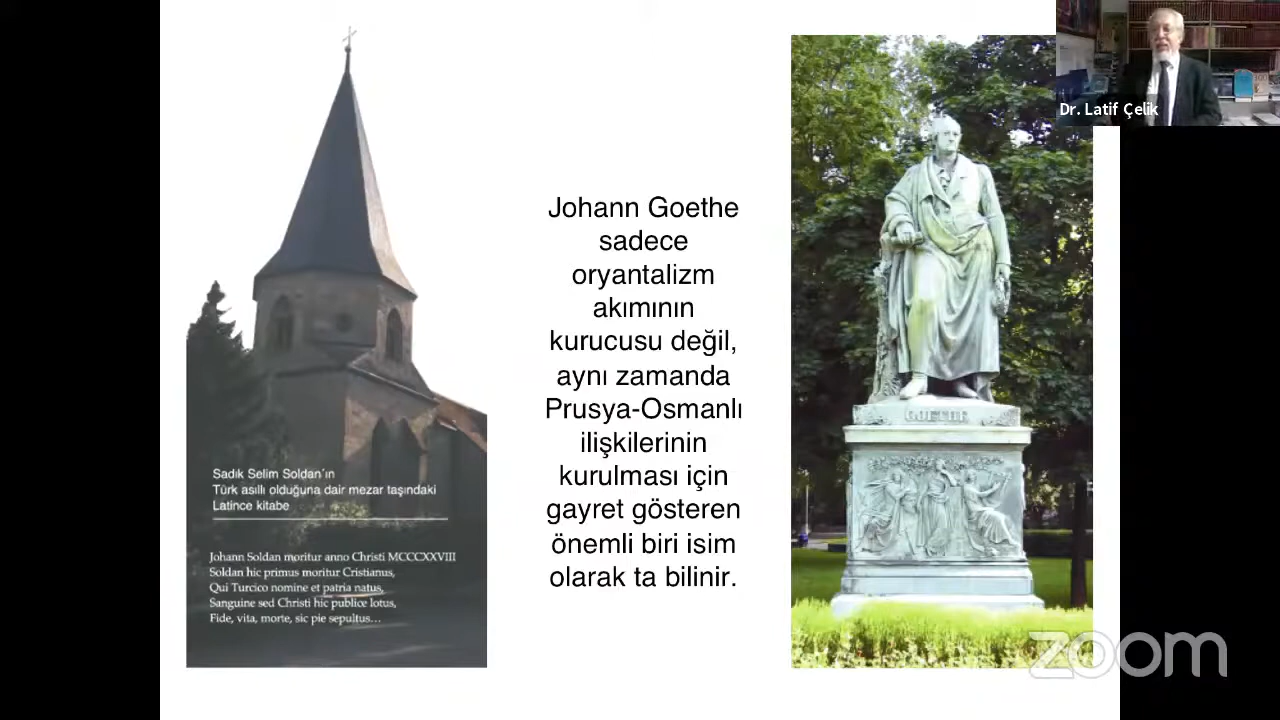 Dr. Latif Çelik
Johann Goethe
sadece
oryantalizm
akımının
kurucusu değil,
aynı zamanda
Prusya-Osmanlı
ilişkilerinin
kurulması için
gayret gösteren
önemli biri isim
olarak ta bilinir.
Sadık Selim Soldan´ın
Türk asıllı olduğuna dair mezar taşındaki
Latince kitabe
Johann Soldan moritur anno Christi MCCCXXVIII
Soldan hic primus moritur Cristianus,
Qui Turcico nomine et patria natus,
Sanguine sed Christi hic publice lotus,
Fide, vita, morte, sic pie sepultus…
GOETHE
zoom